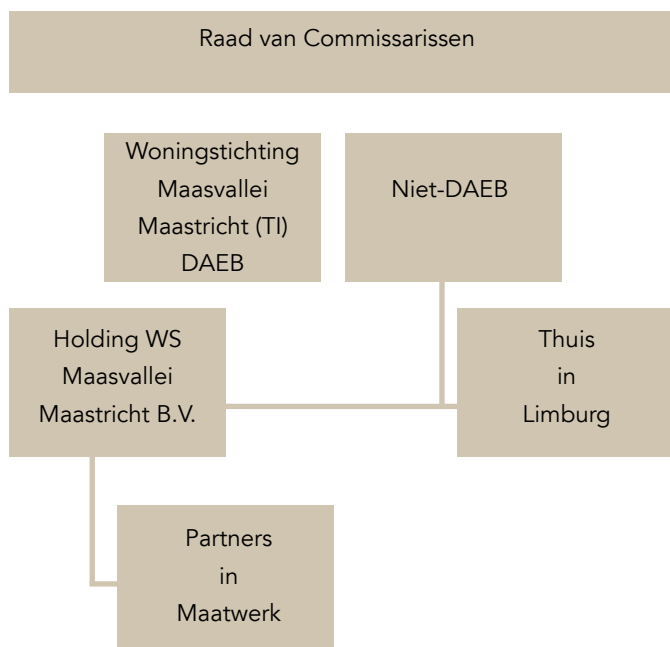 Raad van Commissarissen
Woningstichting
Maasvallei
Maastricht (TI)
DAEB
Niet-DAEB
Holding WS
Maasvallei
Maastricht B.V.
Thuis
in
Limburg
Partners
in
Maatwerk